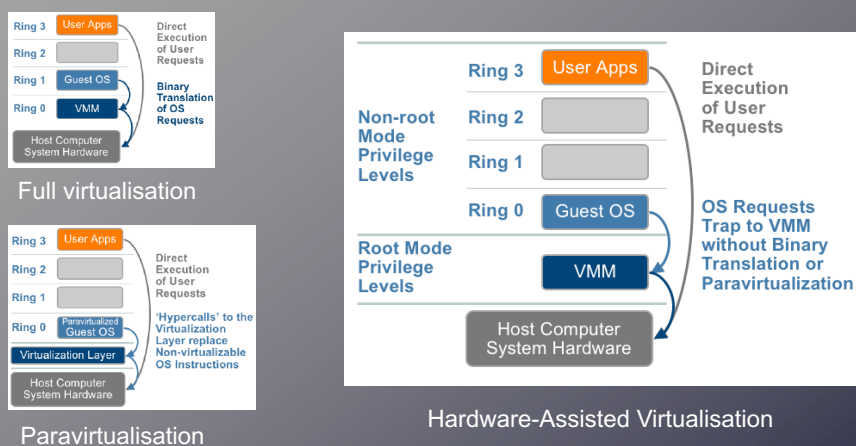 Ring 3
User Apps
Direct
Execution
of User
Requests
Ring 2
Ring 1
Guest OS
Binary
Translation
of OS
Requests
Ring 0
VMM
Host Computer
System Hardware
Full virtualisation
Ring 3
User Apps
Direct
Execution
of User
Requests
Ring 2
Ring 1
Ring 0
Paravirtualized
Guest OS
'Hypercalls' to the
Virtualization
Layer replace
Non-virtualizable
OS Instructions
Virtualization Layer
Host Computer
System Hardware
Paravirtualisation
Non-root
Mode
Privilege
Levels
Ring 3
User Apps
Direct
Execution
of User
Requests
Ring 2
Ring 1
Ring 0
Guest OS
OS Requests
Trap to VMM
without Binary
Translation or
Paravirtualization
Root Mode
Privilege
Levels
VMM
Host Computer
System Hardware
Hardware-Assisted Virtualisation